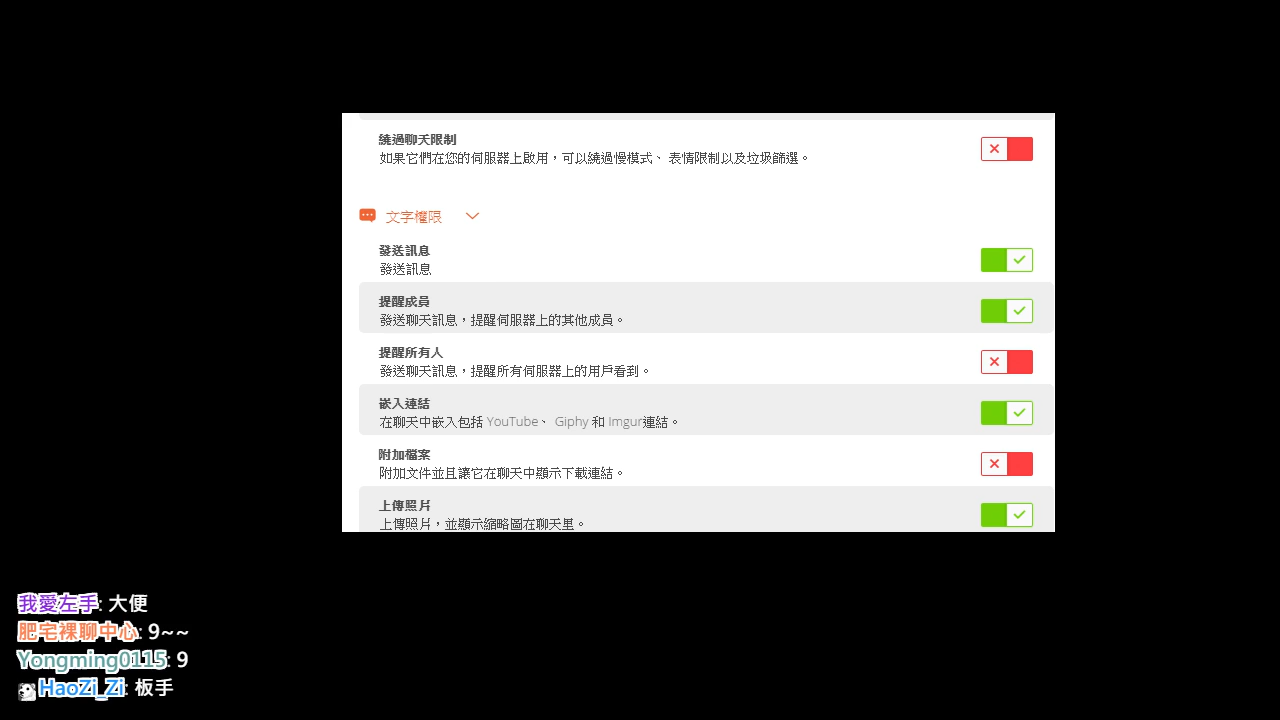 繞過聊天限制
如果它們在您的伺服器上啟用，可以繞過慢模式、 表情限制以及垃圾篩選。
文字權限
發送訊息
發送訊息
提醒成員
發送聊天訊息，提醒伺服器上的其他成員。
提醒所有人
發送聊天訊息，提醒所有伺服器上的用戶看到。
嵌入連結
在聊天中嵌入包括 YouTube、 Giphy 和 Imgur連結。
附加檔案
附加文件並且讓它在聊天中顯示下載連結。
上傳照片
上傳照片，並顯示縮略圖在聊天里。
我愛左手: 大便
肥宅裸聊中心: 9~~
Yongming0115: 9
HaoZi_Zi: 板手